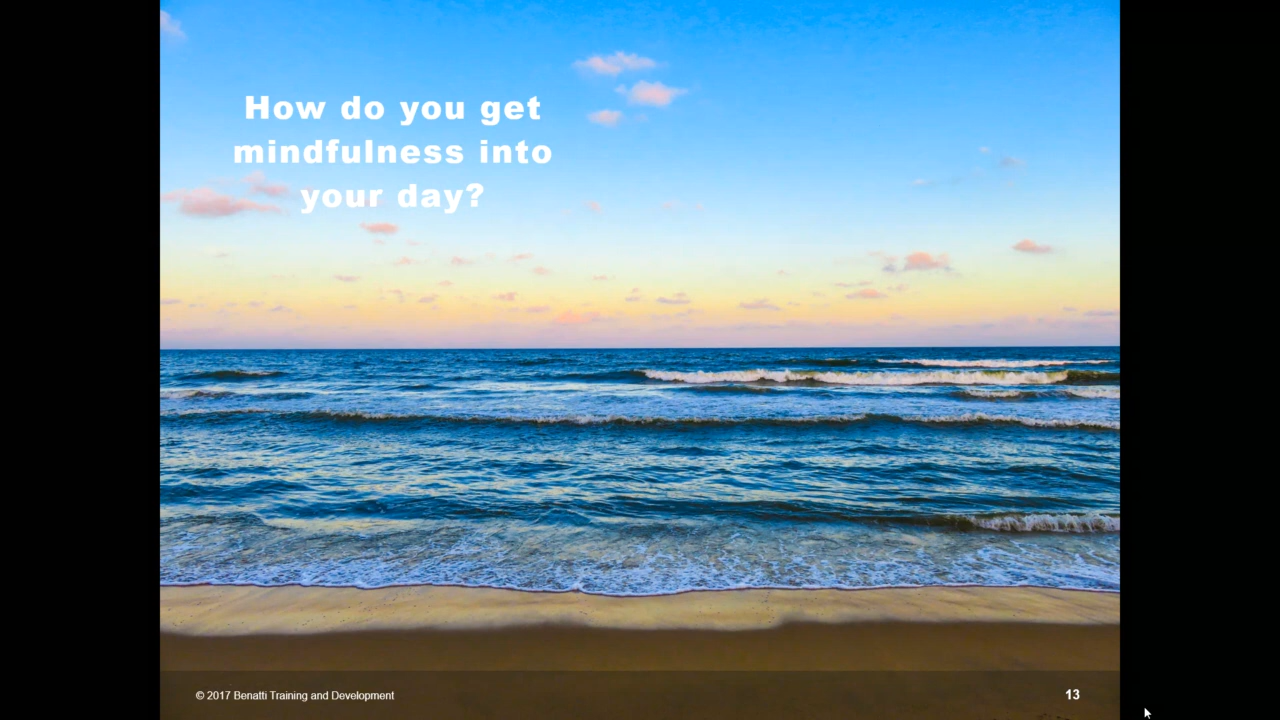 How do you get
mindfulness into
your day?
© 2017 Benatti Training and Development
13